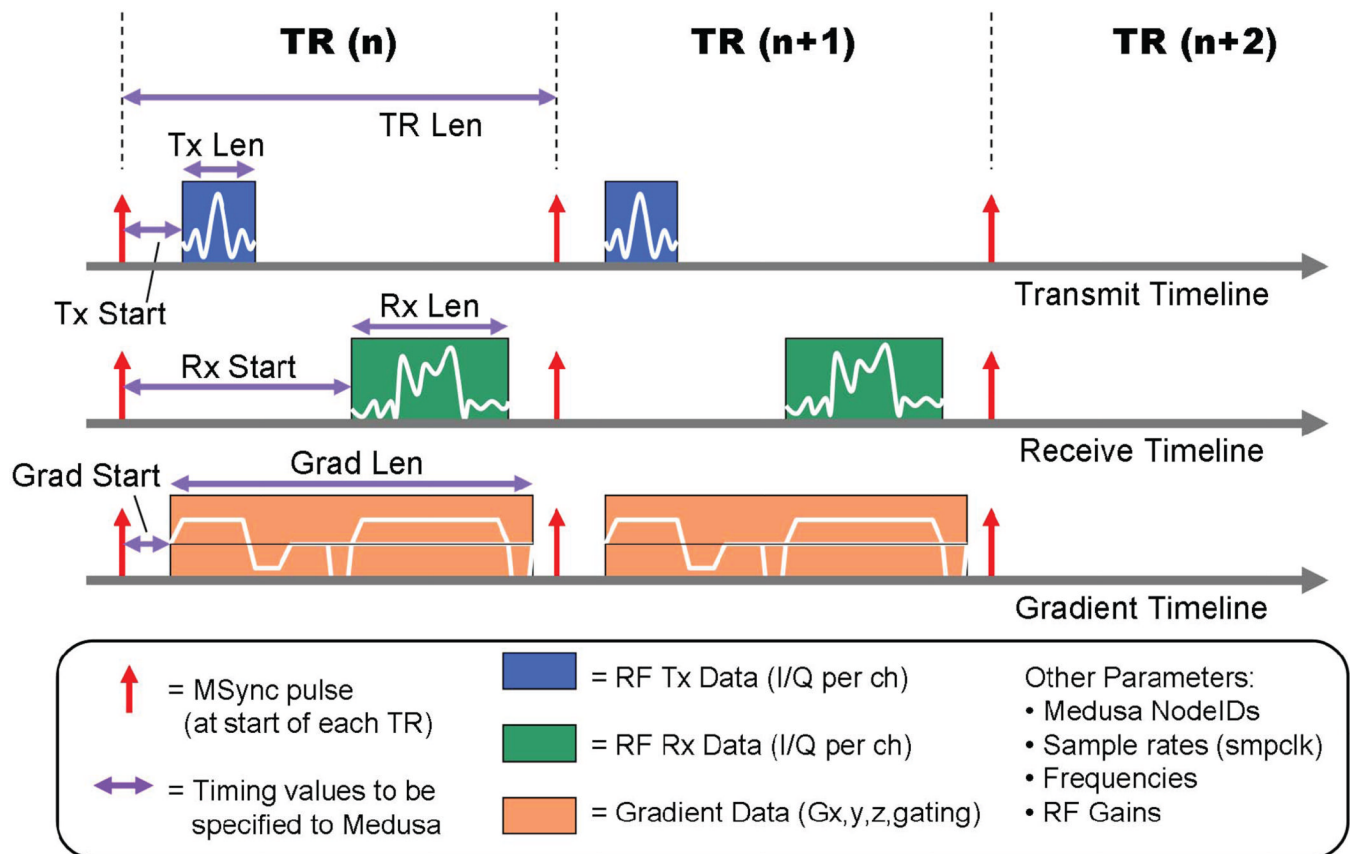 TR (n)
TR (n+1)
TR (n+2)
TR Len
Tx Len
Tx Start
Transmit Timeline
Rx Len
Rx Start
Receive Timeline
Grad Start
Grad Len
Gradient Timeline
= MSync pulse
(at start of each TR)
= Timing values to be
specified to Medusa
= RF Tx Data (I/Q per ch)
= RF Rx Data (I/Q per ch)
= Gradient Data (Gx,y,z,gating)
Other Parameters:
• Medusa NodeIDs
• Sample rates (smpclk)
• Frequencies
• RF Gains